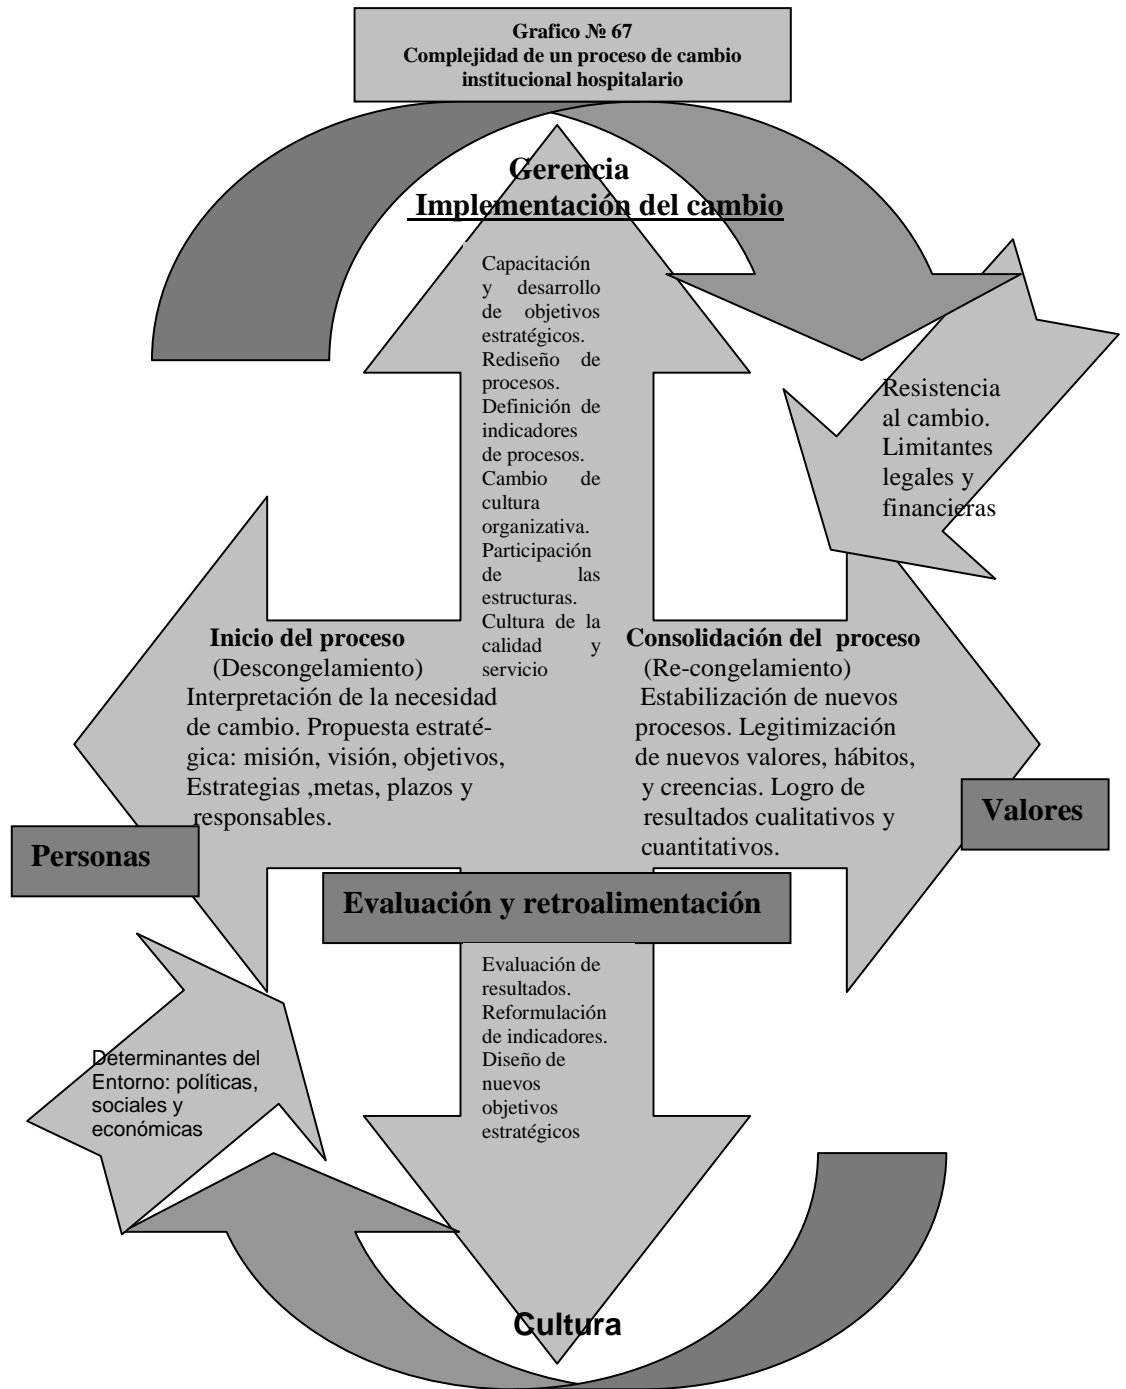 Grafico № 67
Complejidad de un proceso de cambio
institucional hospitalario
Gerencia
Implementación del cambio
Capacitación
y desarrollo
de objetivos
estratégicos.
Rediseño de
procesos.
Definición de
indicadores
de procesos.
Cambio de
cultura
organizativa.
Participación
de las
estructuras.
Cultura de la
calidad y
servicio
Resistencia
al cambio.
Limitantes
legales y
financieras
Inicio del proceso
(Descongelamiento)
Interpretación de la necesidad
de cambio. Propuesta estraté-
gica: misión, visión, objetivos,
Estrategias ,metas, plazos y
responsables.
Consolidación del proceso
(Re-congelamiento)
Estabilización de nuevos
procesos. Legitimización
de nuevos valores, hábitos,
y creencias. Logro de
resultados cualitativos y
cuantitativos.
Personas
Valores
Evaluación y retroalimentación
Evaluación de
resultados.
Reformulación
de indicadores.
Diseño de
nuevos
objetivos
estratégicos
Determinantes del
Entorno: políticas,
sociales y
económicas
Cultura